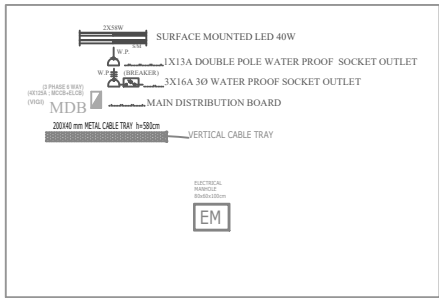 2X58W
S/M
SURFACE MOUNTED LED 40W
W.P.
1X13A DOUBLE POLE WATER PROOF SOCKET OUTLET
W.P. (BREAKER)
3X16A 3Ø WATER PROOF SOCKET OUTLET
(3 PHASE 6 WAY)
(4X125A ; MCCB+ELCB)
(VIQI) MDB
MAIN DISTRIBUTION BOARD
200X40 mm METAL CABLE TRAY h=580cm
VERTICAL CABLE TRAY
ELECTRICAL
MANHOLE
60x60x100cm
EM